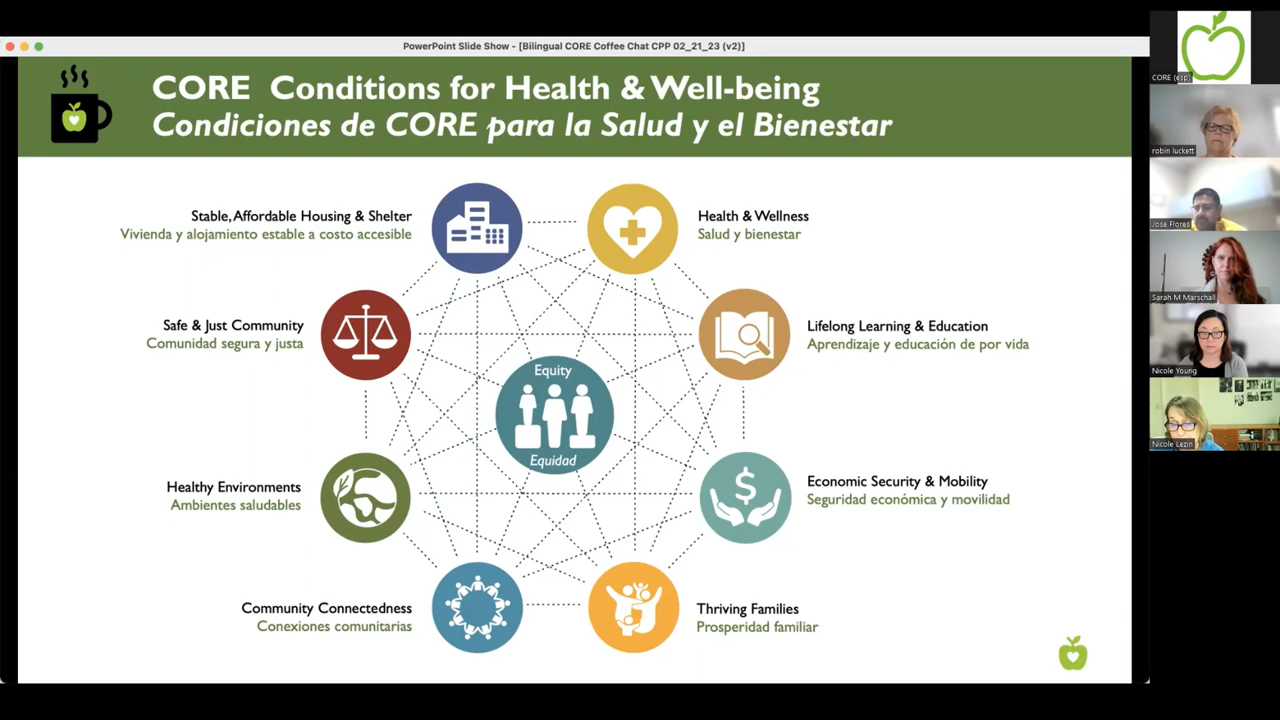 PowerPoint Slide Show - [Bilingual CORE Coffee Chat CPP 02_21_23 (v2)]
CORE Conditions for Health & Well-being
Condiciones de CORE para la Salud y el Bienestar
Stable, Affordable Housing & Shelter
Vivienda y alojamiento estable a costo accesible
Health & Wellness
Salud y bienestar
Safe & Just Community
Comunidad segura y justa
Lifelong Learning & Education
Aprendizaje y educación de por vida
Equity
Equidad
Healthy Environments
Ambientes saludables
Economic Security & Mobility
Seguridad económica y movilidad
Community Connectedness
Conexiones comunitarias
Thriving Families
Prosperidad familiar
CORE (esp)
robin luckett
Jose Flores
Sarah M Marschall
Nicole Young
Nicole Lezin